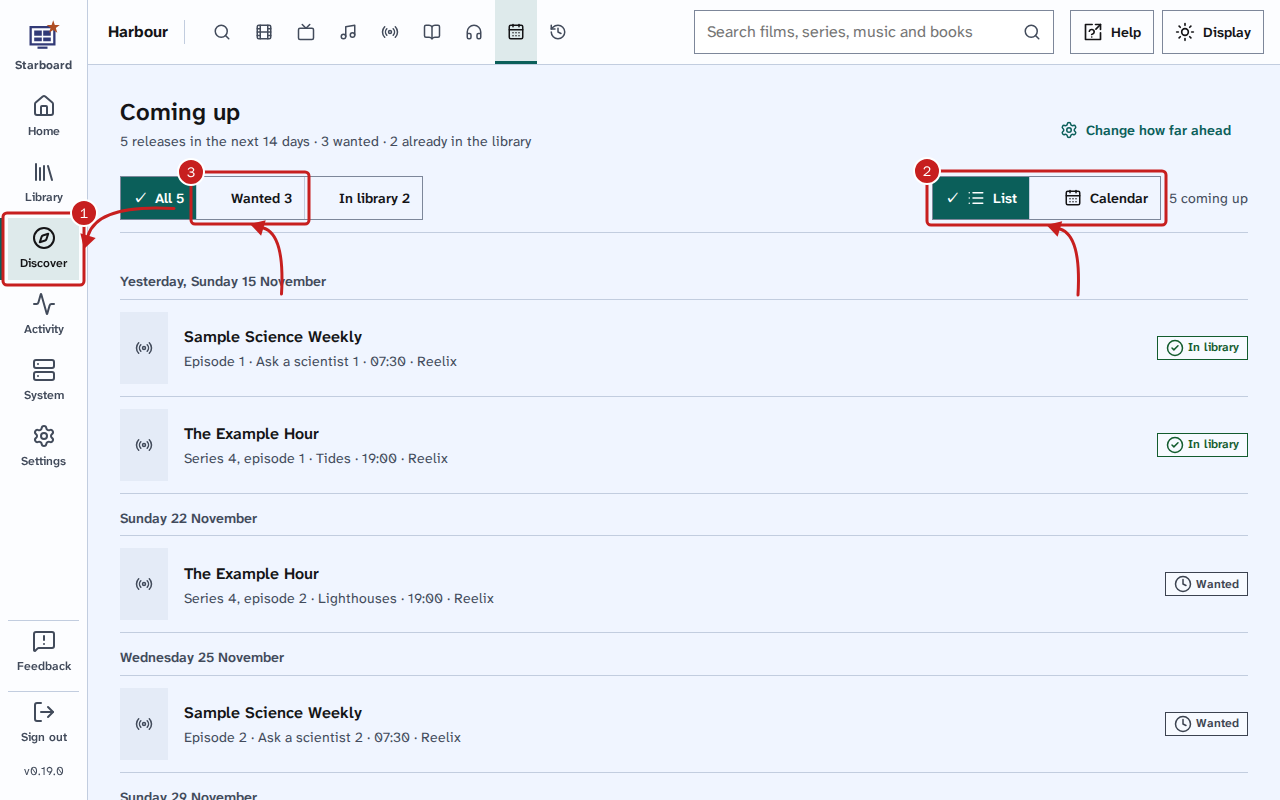 Starboard
Home
Library
Discover
Activity
System
Settings
Feedback
Sign out
v0.19.0
Harbour
Search films, series, music and books
Help
Display
Coming up
5 releases in the next 14 days · 3 wanted · 2 already in the library
Change how far ahead
1
3
2
✓ All 5
Wanted 3
In library 2
✓ List
Calendar
5 coming up
Yesterday, Sunday 15 November
Sample Science Weekly
Episode 1 · Ask a scientist 1 · 07:30 · Reelix
In library
The Example Hour
Series 4, episode 1 · Tides · 19:00 · Reelix
In library
Sunday 22 November
The Example Hour
Series 4, episode 2 · Lighthouses · 19:00 · Reelix
Wanted
Wednesday 25 November
Sample Science Weekly
Episode 2 · Ask a scientist 2 · 07:30 · Reelix
Wanted
Sunday 29 November